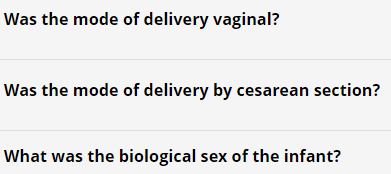 Was the mode of delivery vaginal?
Was the mode of delivery by cesarean section?
What was the biological sex of the infant?